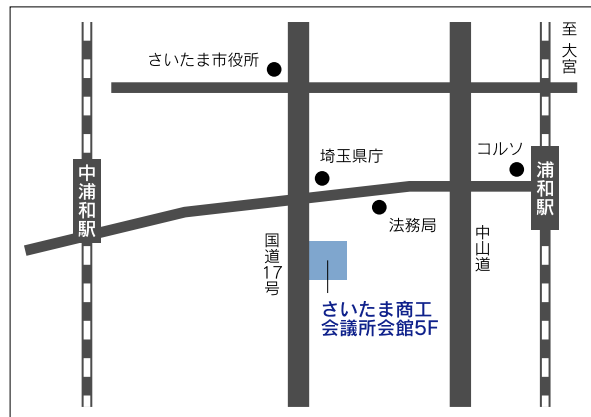 至 大宮
さいたま市役所
コルソ
埼玉県庁
中浦和駅
浦和駅
法務局
国道17号
中山道
さいたま商工
会議所会館5F